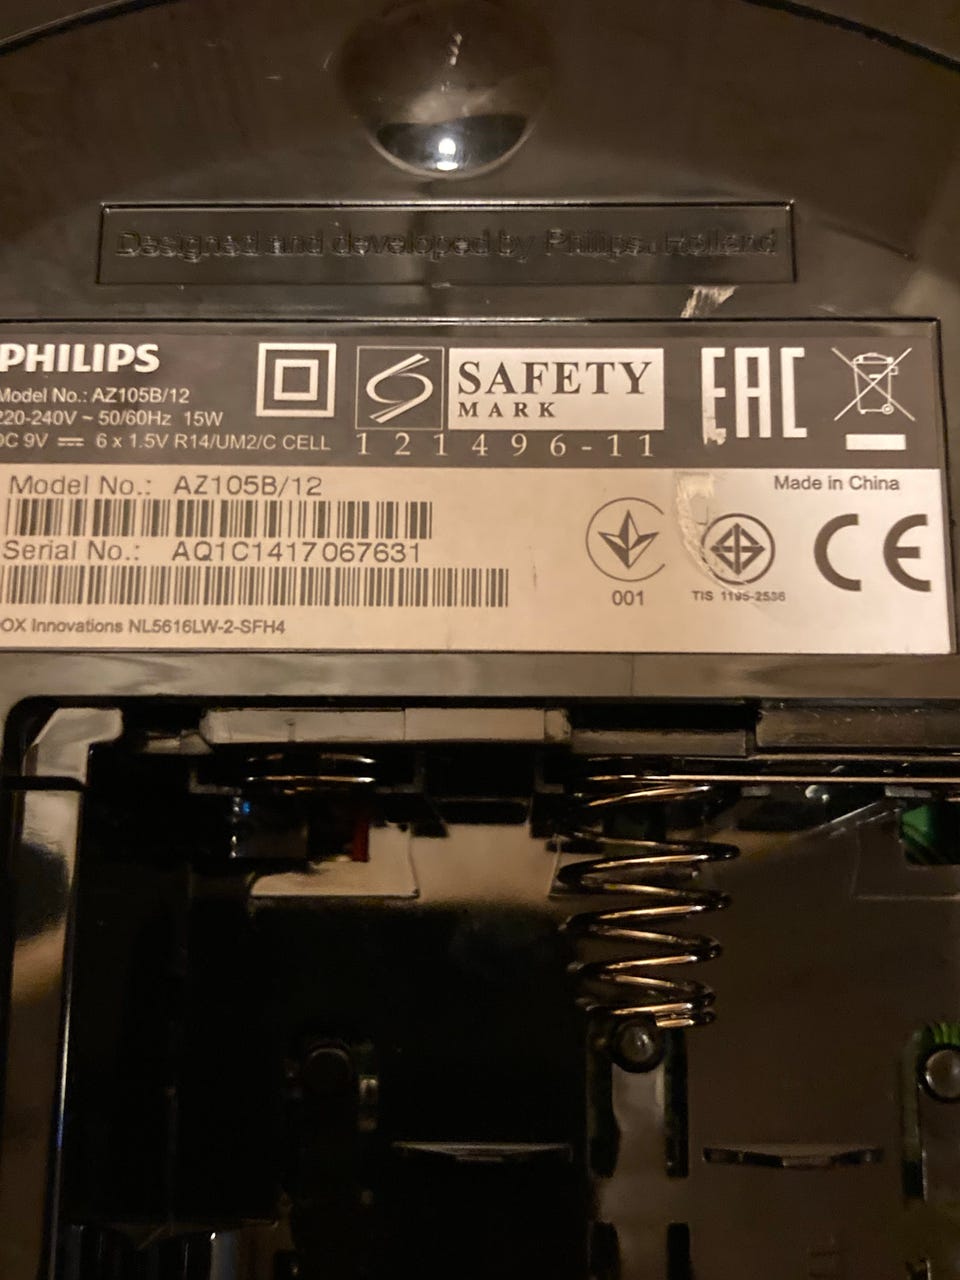 Designed and developed by Philips, Holland
PHILIPS
Model No.: AZ105B/12
220-240V ~ 50/60Hz 15W
DC 9V ⎓ 6 x 1.5V R14/UM2/C CELL
SAFETY
MARK
121496-11
EAC
Model No.: AZ105B/12
Serial No.: AQ1C1417067631
OX Innovations NL5616LW-2-SFH4
001
TIS 1195-2536
Made in China
CE